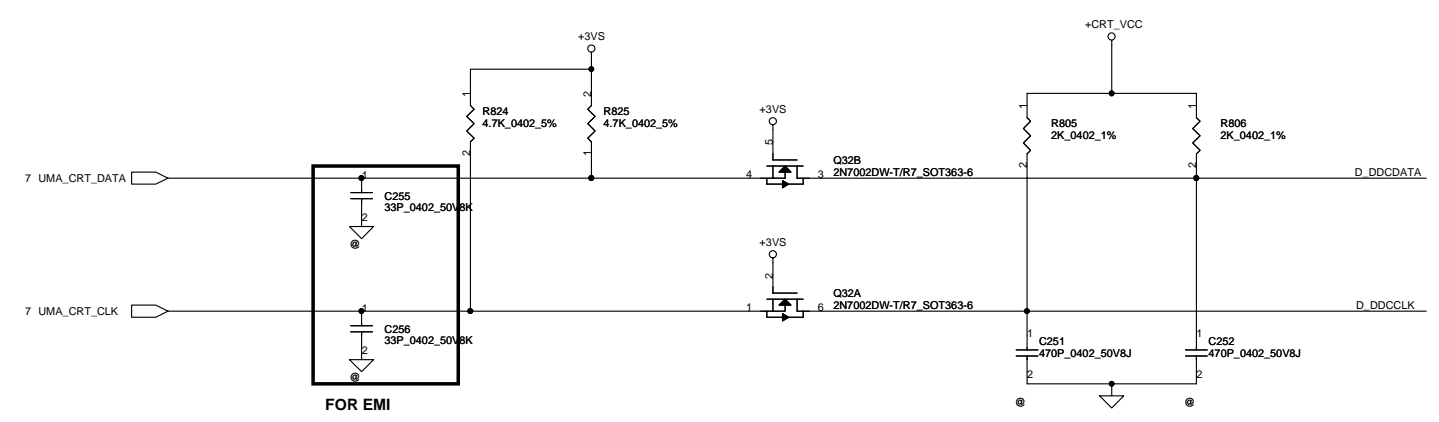 +CRT_VCC
+3VS
1
R824
4.7K_0402_5%
2
2
R825
4.7K_0402_5%
1
+3VS
5
1
R805
2K_0402_1%
2
1
R806
2K_0402_1%
2
7 UMA_CRT_DATA
1
C255
33P_0402_50V8K
2
@
4
Q32B
3
2N7002DW-T/R7_SOT363-6
D_DDCDATA
+3VS
2
7 UMA_CRT_CLK
1
C256
33P_0402_50V8K
2
@
1
Q32A
6
2N7002DW-T/R7_SOT363-6
D_DDCCLK
1
C251
470P_0402_50V8J
2
@
1
C252
470P_0402_50V8J
2
@
FOR EMI